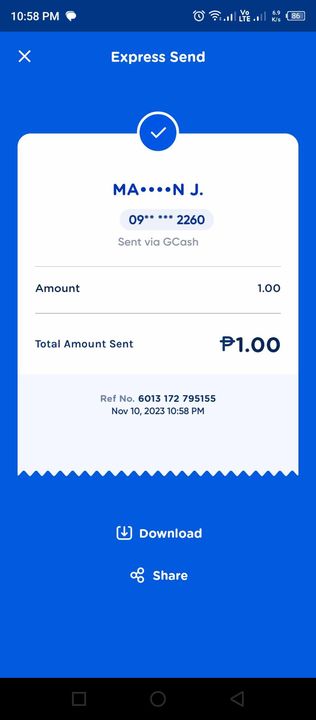 10:58 PM
Vo
LTE
6.9
K/s
86
Express Send
MA••••N J.
09** *** 2260
Sent via GCash
Amount 1.00
Total Amount Sent ₱1.00
Ref No. 6013 172 795155
Nov 10, 2023 10:58 PM
Download
Share